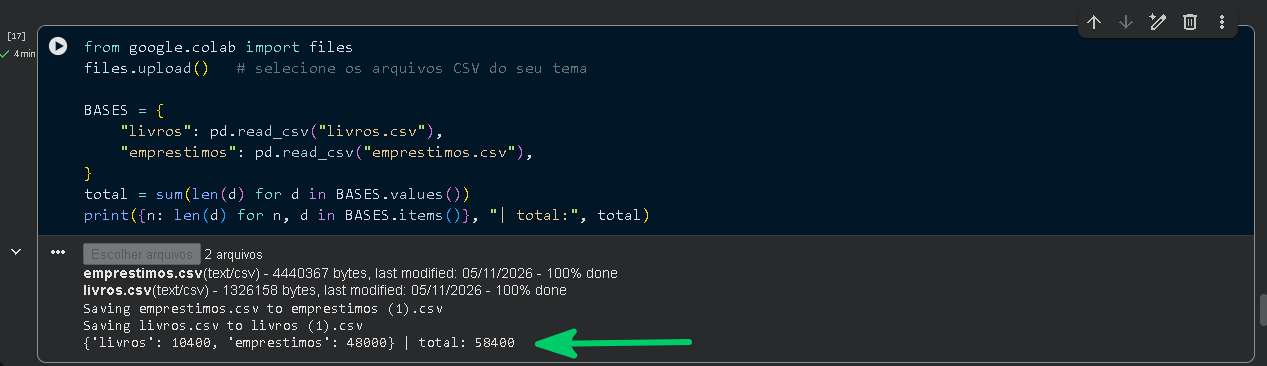 [17]
4 min
from google.colab import files
files.upload()   # selecione os arquivos CSV do seu tema
BASES = {
    "livros": pd.read_csv("livros.csv"),
    "emprestimos": pd.read_csv("emprestimos.csv"),
}
total = sum(len(d) for d in BASES.values())
print({n: len(d) for n, d in BASES.items()}, "| total:", total)
Escolher arquivos 2 arquivos
emprestimos.csv(text/csv) - 4440367 bytes, last modified: 05/11/2026 - 100% done
livros.csv(text/csv) - 1326158 bytes, last modified: 05/11/2026 - 100% done
Saving emprestimos.csv to emprestimos (1).csv
Saving livros.csv to livros (1).csv
{'livros': 10400, 'emprestimos': 48000} | total: 58400